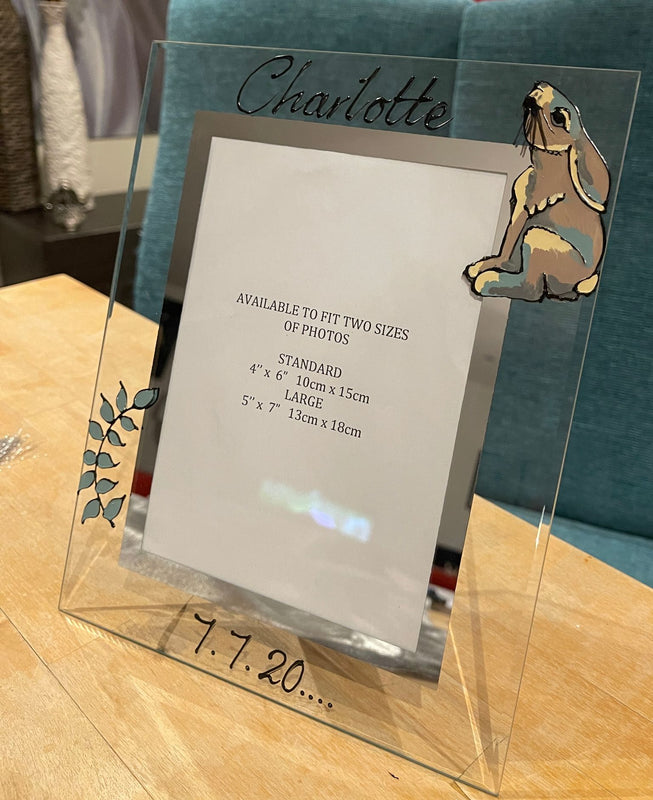 Charlotte
AVAILABLE TO FIT TWO SIZES
OF PHOTOS
STANDARD
4” x 6” 10cm x 15cm
LARGE
5” x 7” 13cm x 18cm
7.7.20....